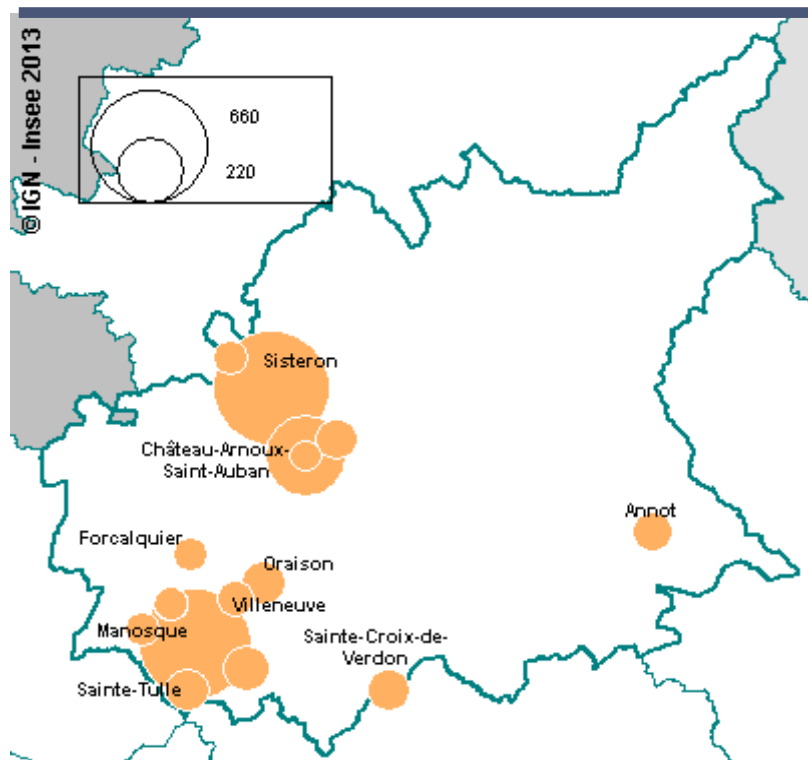 © IGN - Insee 2013
660
220
Sisteron
Château-Arnoux-
Saint-Auban
Annot
Forcalquier
Oraison
Villeneuve
Manosque
Sainte-Croix-de-
Verdon
Sainte-Tulle